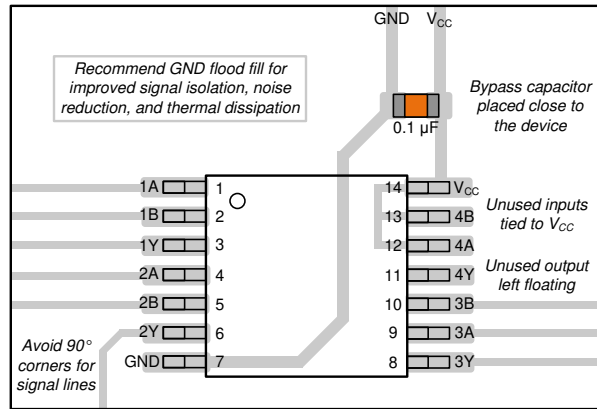 GND VCC
Recommend GND flood fill for
improved signal isolation, noise
reduction, and thermal dissipation
Bypass capacitor
placed close to
the device
0.1 µF
1A 1 14 VCC
1B 2 13 4B
1Y 3 12 4A
2A 4 11 4Y
2B 5 10 3B
2Y 6 9 3A
GND 7 8 3Y
Unused inputs
tied to VCC
Unused output
left floating
Avoid 90°
corners for
signal lines